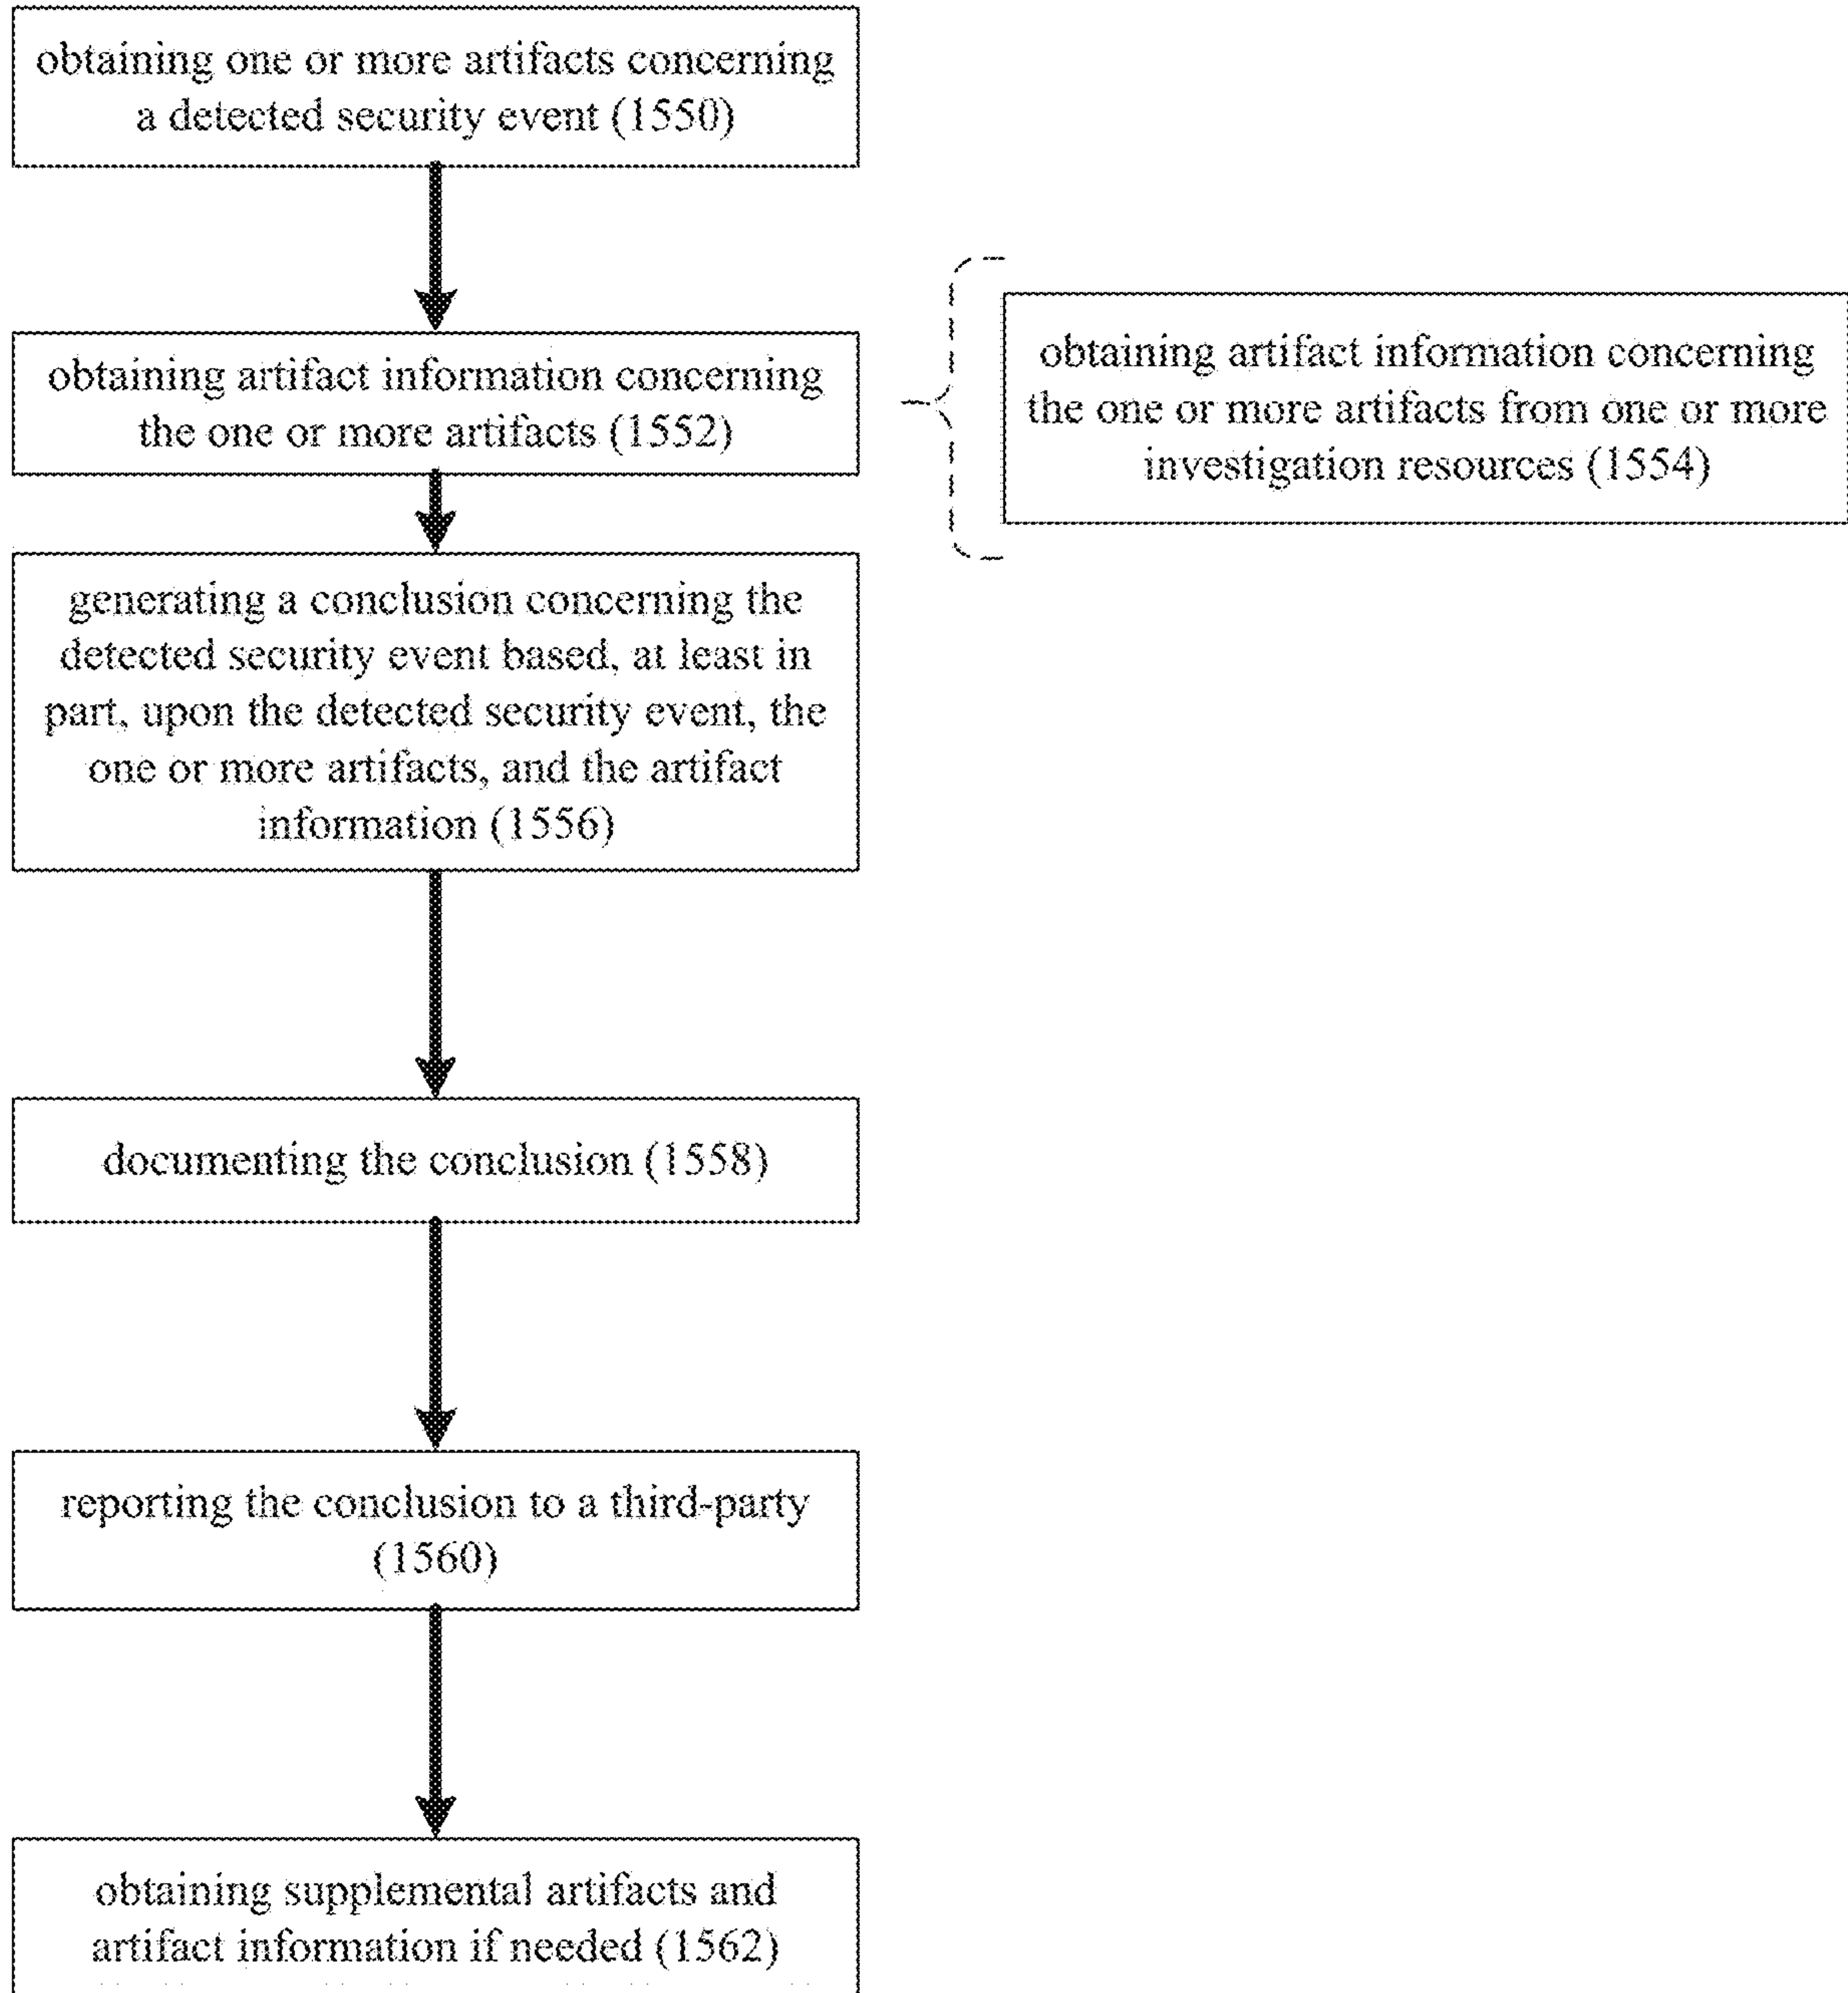 obtaining one or more artifacts concerning
a detected security event (1550)
obtaining artifact information concerning
the one or more artifacts (1552)
obtaining artifact information concerning
the one or more artifacts from one or more
investigation resources (1554)
generating a conclusion concerning the
detected security event based, at least in
part, upon the detected security event, the
one or more artifacts, and the artifact
information (1556)
documenting the conclusion (1558)
reporting the conclusion to a third-party
(1560)
obtaining supplemental artifacts and
artifact information if needed (1562)